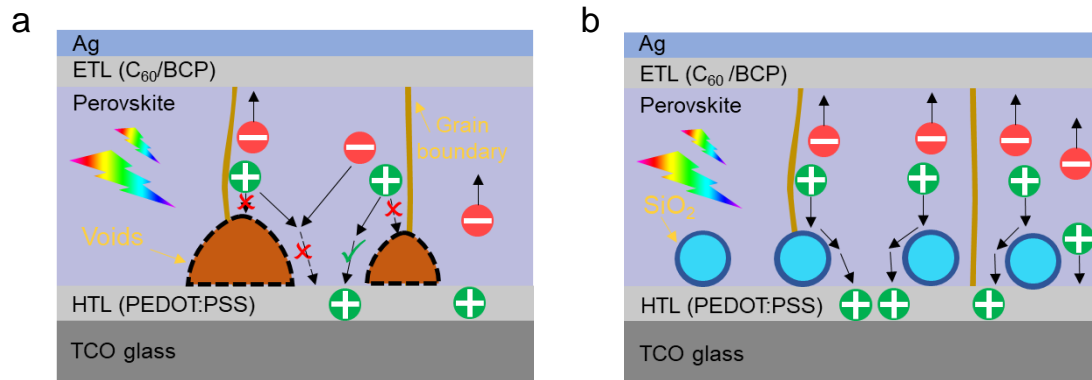 a
Ag
ETL (C₆₀/BCP)
Perovskite
Grain
boundary
Voids
HTL (PEDOT:PSS)
TCO glass
b
Ag
ETL (C₆₀ /BCP)
Perovskite
SiO₂
HTL (PEDOT:PSS)
TCO glass